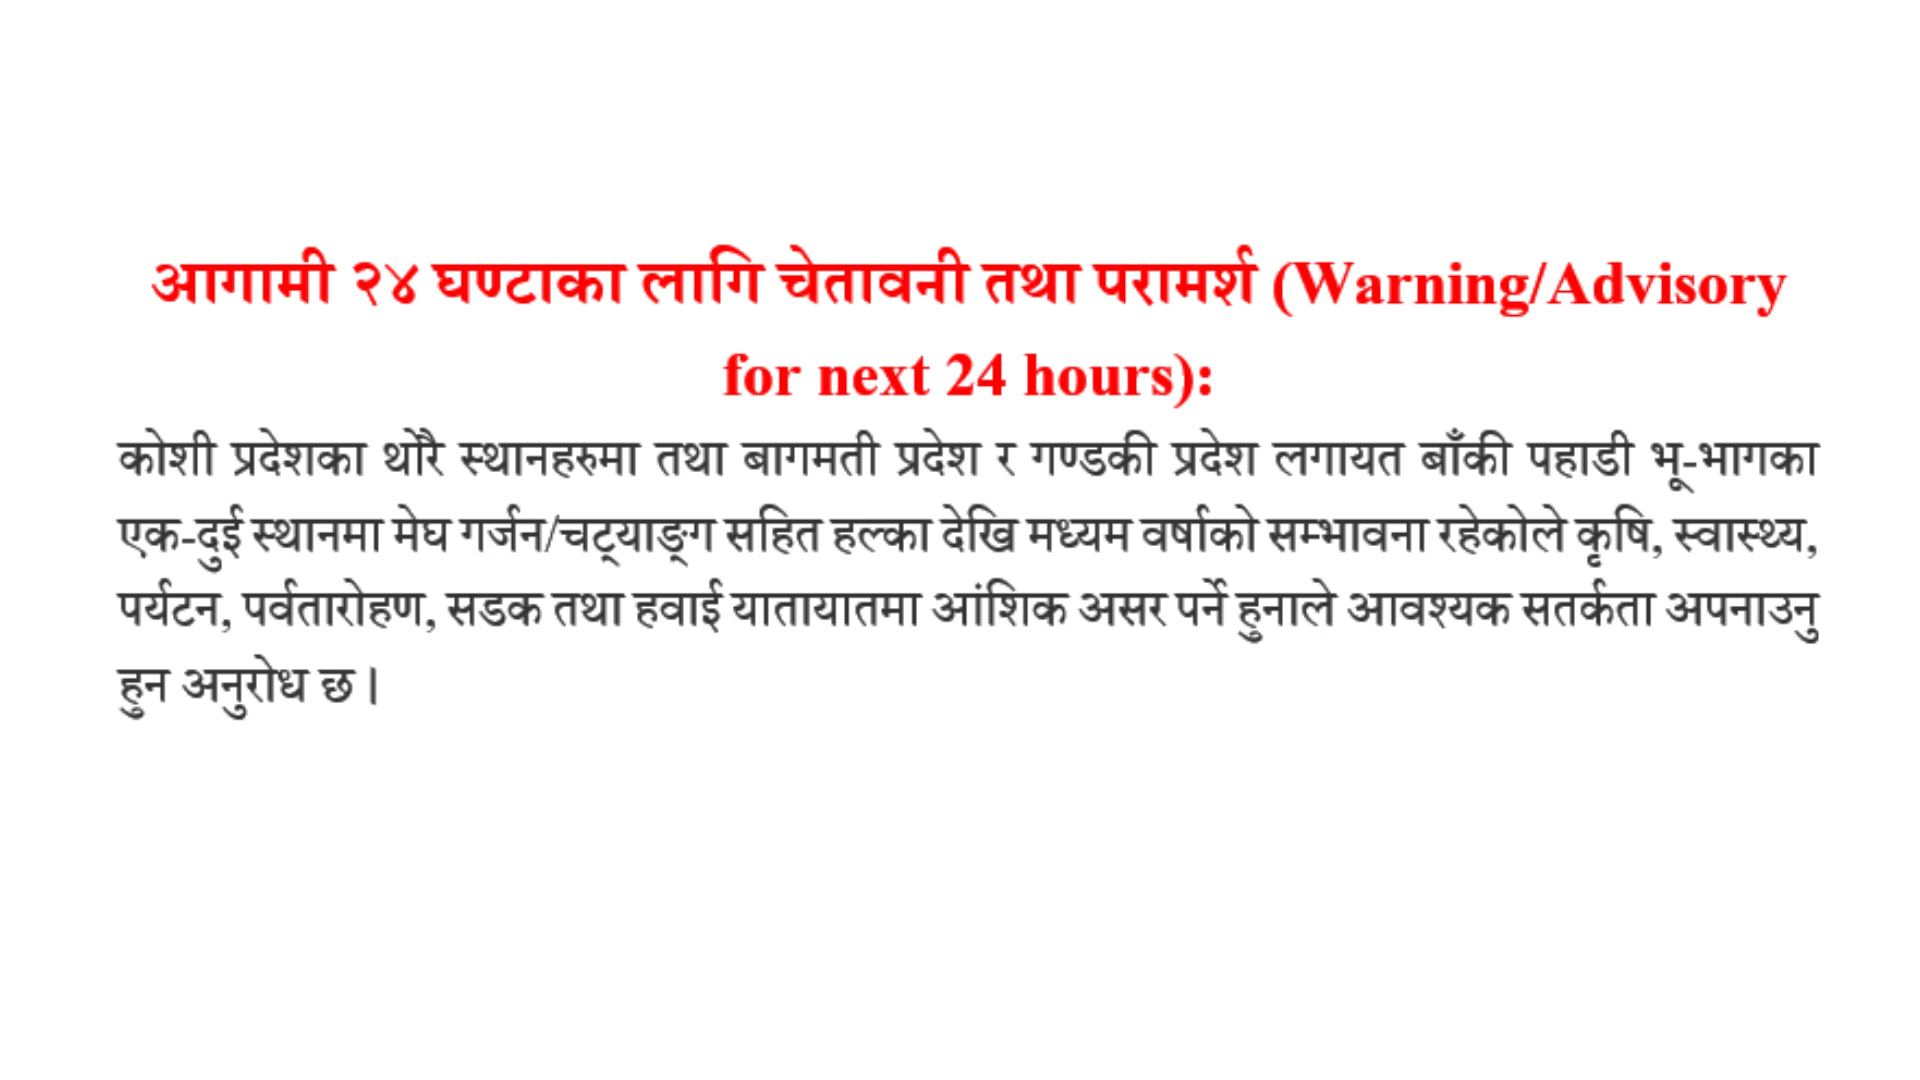 आगामी २४ घण्टाका लागि चेतावनी तथा परामर्श (Warning/Advisory
for next 24 hours):
कोशी प्रदेशका थोरै स्थानहरुमा तथा बागमती प्रदेश र गण्डकी प्रदेश लगायत बाँकी पहाडी भू-भागका
एक-दुई स्थानमा मेघ गर्जन/चट्याङ्ग सहित हल्का देखि मध्यम वर्षाको सम्भावना रहेकोले कृषि, स्वास्थ्य,
पर्यटन, पर्वतारोहण, सडक तथा हवाई यातायातमा आंशिक असर पर्ने हुनाले आवश्यक सतर्कता अपनाउनु
हुन अनुरोध छ।